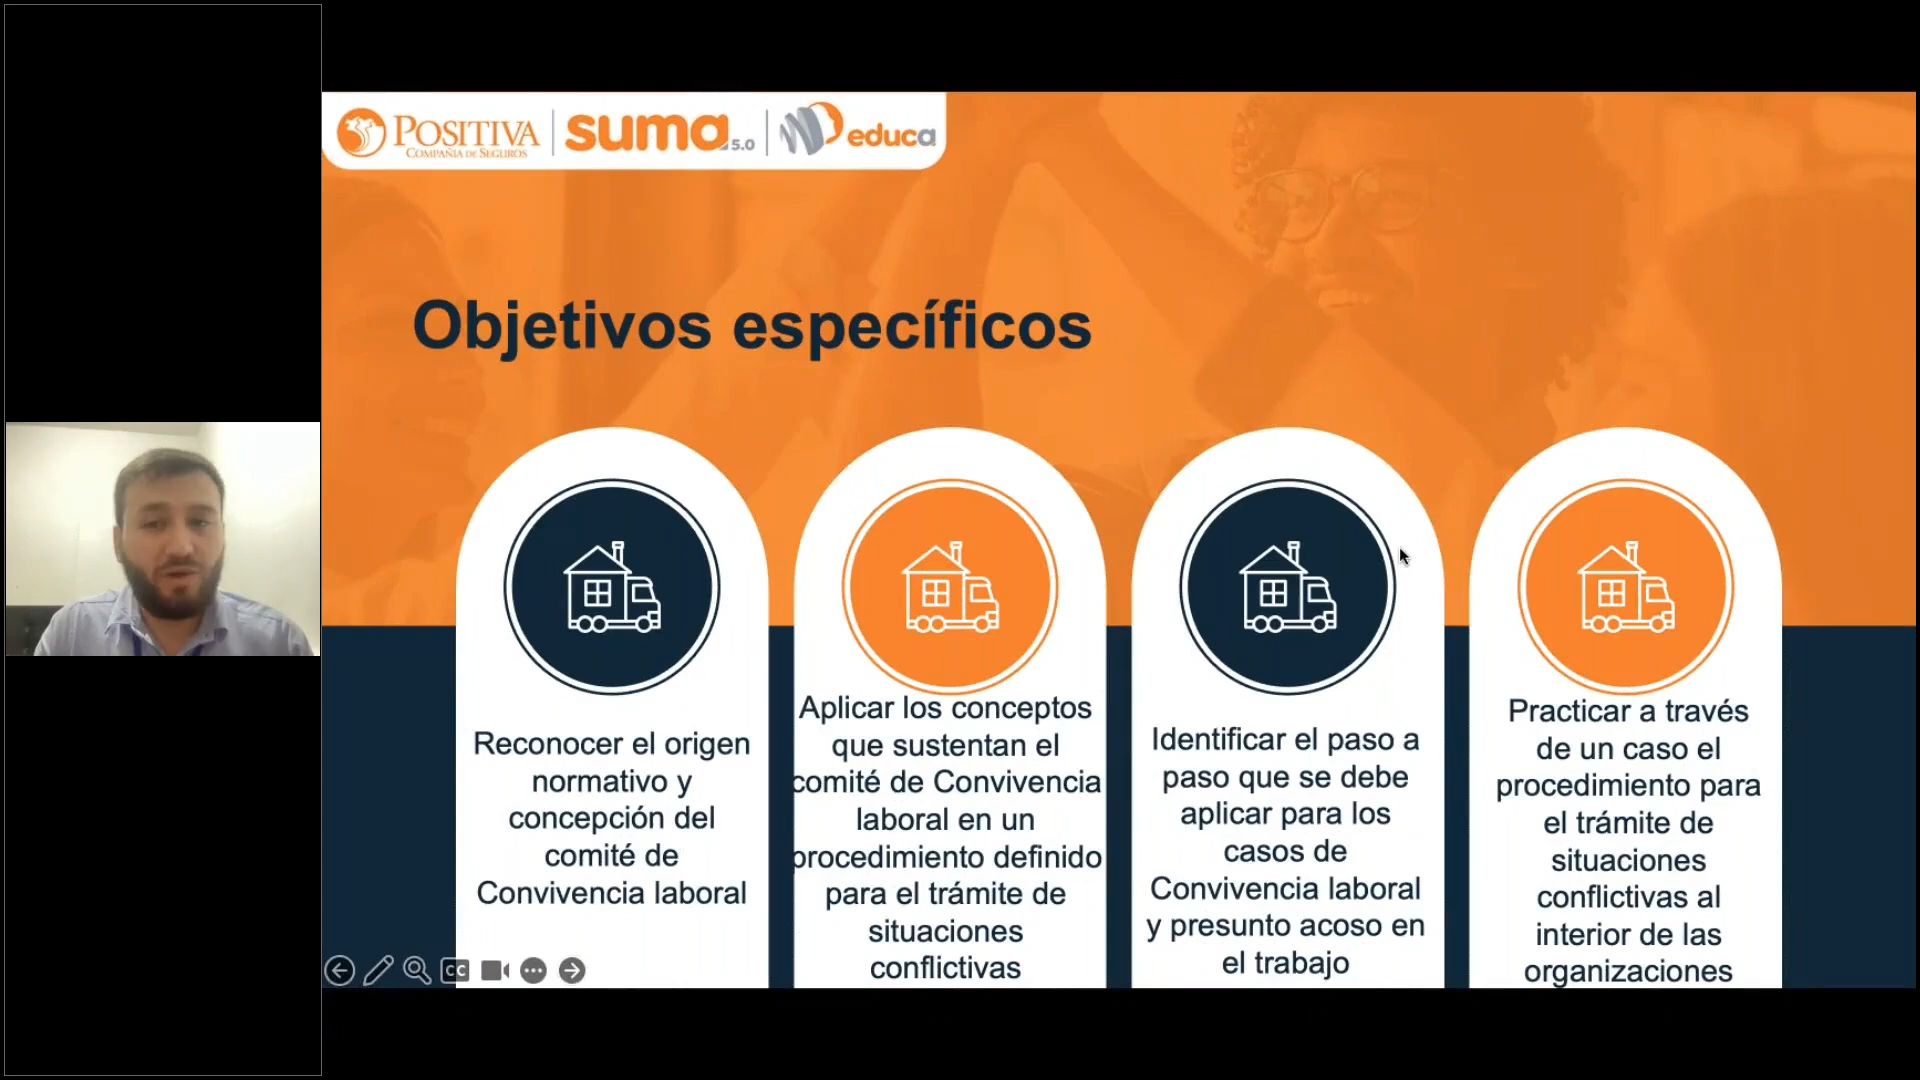 POSITIVA
COMPAÑIA DE SEGUROS
suma 5.0
educa
Objetivos específicos
Reconocer el origen
normativo y
concepción del
comité de
Convivencia laboral
Aplicar los conceptos
que sustentan el
comité de Convivencia
laboral en un
procedimiento definido
para el trámite de
situaciones
conflictivas
Identificar el paso a
paso que se debe
aplicar para los
casos de
Convivencia laboral
y presunto acoso en
el trabajo
Practicar a través
de un caso el
procedimiento para
el trámite de
situaciones
conflictivas al
interior de las
organizaciones
CC